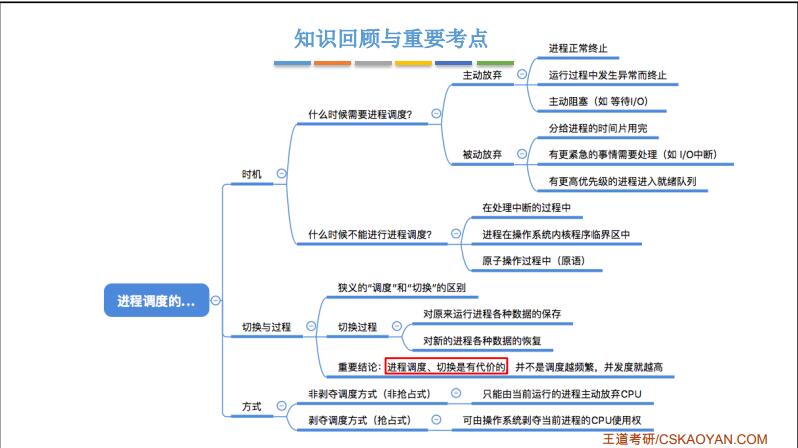 知识回顾与重要考点
进程调度的...
时机
什么时候需要进程调度?
主动放弃
进程正常终止
运行过程中发生异常而终止
主动阻塞（如 等待I/O）
被动放弃
分给进程的时间片用完
有更紧急的事情需要处理（如 I/O中断）
有更高优先级的进程进入就绪队列
什么时候不能进行进程调度?
在处理中断的过程中
进程在操作系统内核程序临界区中
原子操作过程中（原语）
切换与过程
狭义的“调度”和“切换”的区别
切换过程
对原来运行进程各种数据的保存
对新的进程各种数据的恢复
重要结论：进程调度、切换是有代价的 并不是调度越频繁，并发度就越高
方式
非剥夺调度方式（非抢占式）
只能由当前运行的进程主动放弃CPU
剥夺调度方式（抢占式）
可由操作系统剥夺当前进程的CPU使用权
王道考研/CSKAOYAN.COM